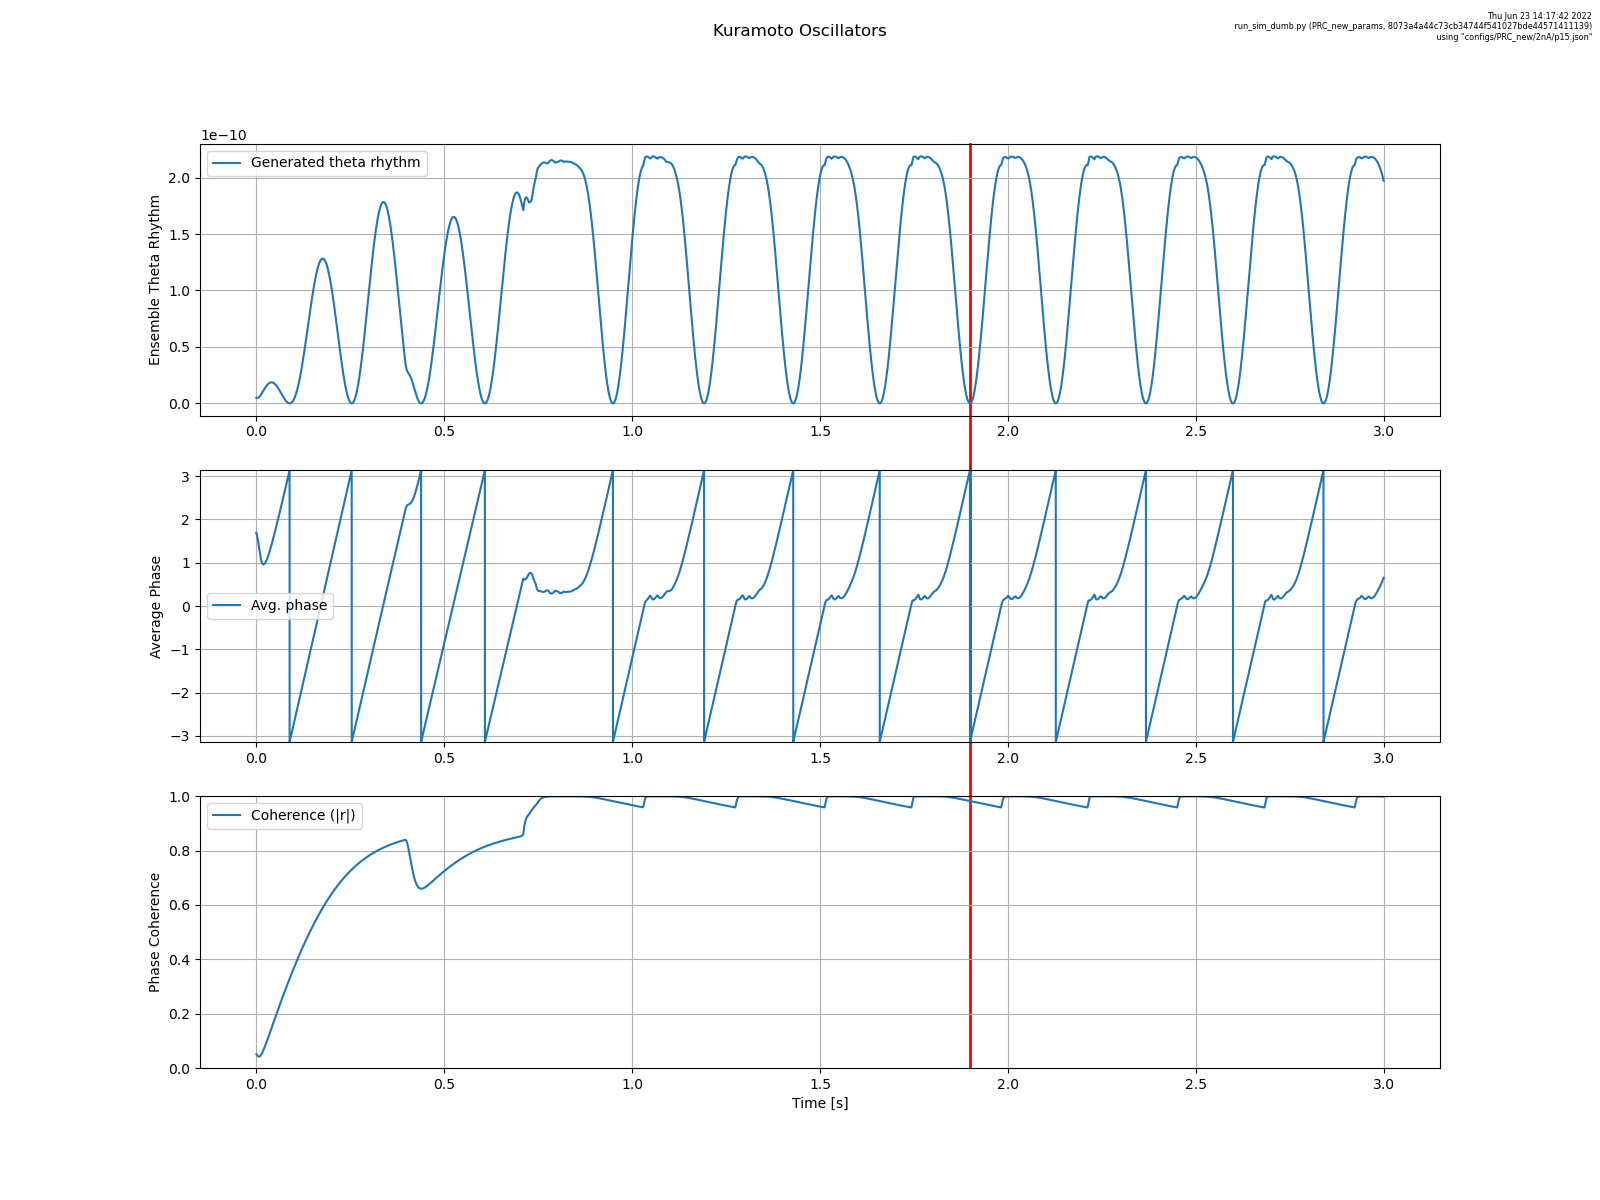 Thu Jun 23 14:17:42 2022
run_sim_dumb.py (PRC_new_params, 8073a4a44c73cb34744f541027bde44571411139)
using "configs/PRC_new/2nA/p15.json"
Kuramoto Oscillators
1e−10
Generated theta rhythm
Ensemble Theta Rhythm
2.0
1.5
1.0
0.5
0.0
0.0 0.5 1.0 1.5 2.0 2.5 3.0
Avg. phase
Average Phase
3
2
1
0
−1
−2
−3
0.0 0.5 1.0 1.5 2.0 2.5 3.0
Coherence (|r|)
Phase Coherence
1.0
0.8
0.6
0.4
0.2
0.0
0.0 0.5 1.0 1.5 2.0 2.5 3.0
Time [s]